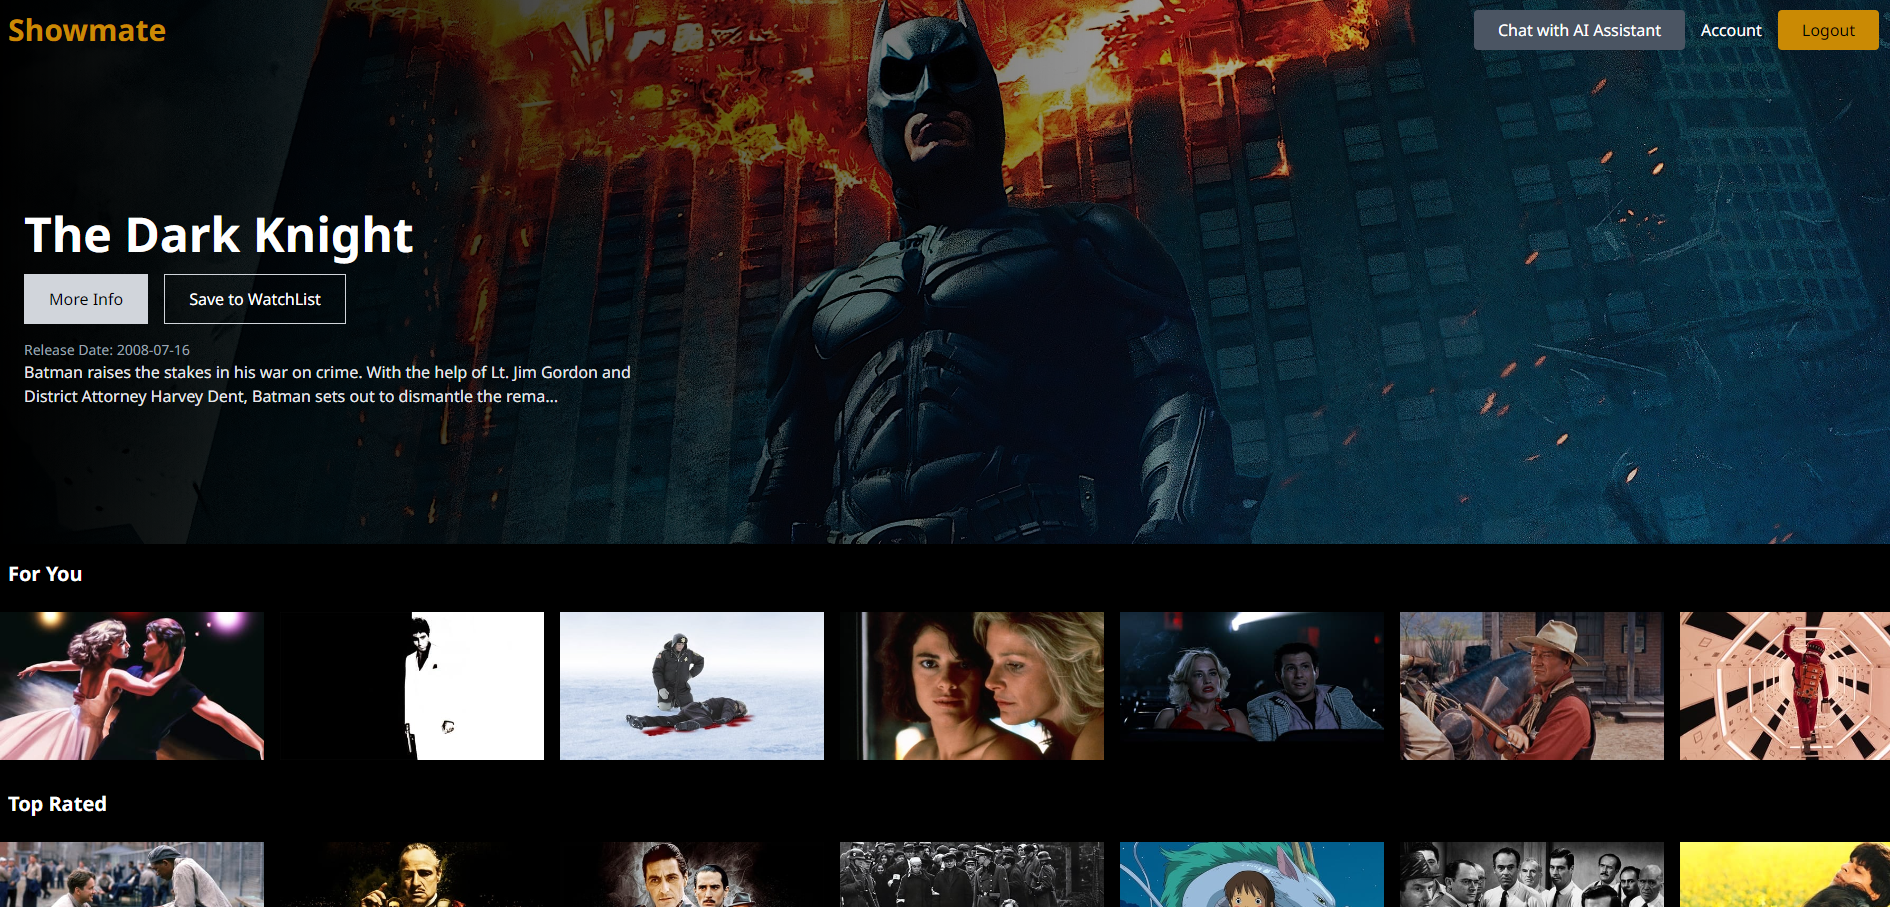 Showmate
Chat with AI Assistant
Account
Logout
The Dark Knight
More Info
Save to WatchList
Release Date: 2008-07-16
Batman raises the stakes in his war on crime. With the help of Lt. Jim Gordon and
District Attorney Harvey Dent, Batman sets out to dismantle the rema...
For You
Top Rated